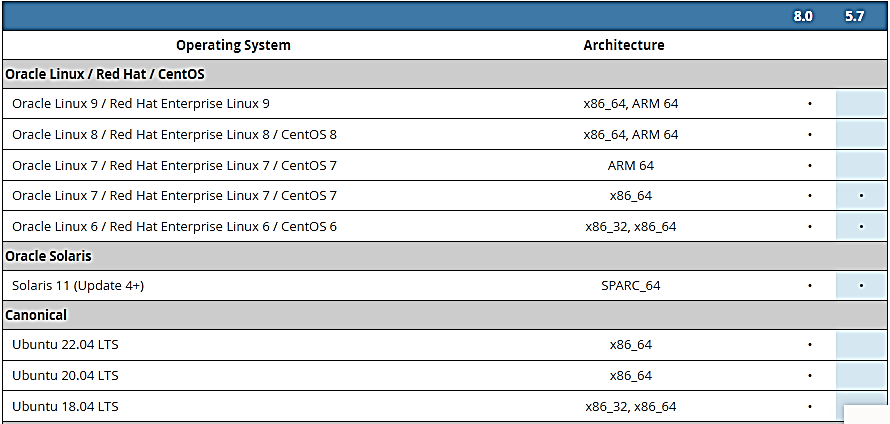 8.0 5.7
Operating System Architecture
Oracle Linux / Red Hat / CentOS
Oracle Linux 9 / Red Hat Enterprise Linux 9 x86_64, ARM 64 •
Oracle Linux 8 / Red Hat Enterprise Linux 8 / CentOS 8 x86_64, ARM 64 •
Oracle Linux 7 / Red Hat Enterprise Linux 7 / CentOS 7 ARM 64 •
Oracle Linux 7 / Red Hat Enterprise Linux 7 / CentOS 7 x86_64 • •
Oracle Linux 6 / Red Hat Enterprise Linux 6 / CentOS 6 x86_32, x86_64 • •
Oracle Solaris
Solaris 11 (Update 4+) SPARC_64 • •
Canonical
Ubuntu 22.04 LTS x86_64 •
Ubuntu 20.04 LTS x86_64 •
Ubuntu 18.04 LTS x86_32, x86_64 •